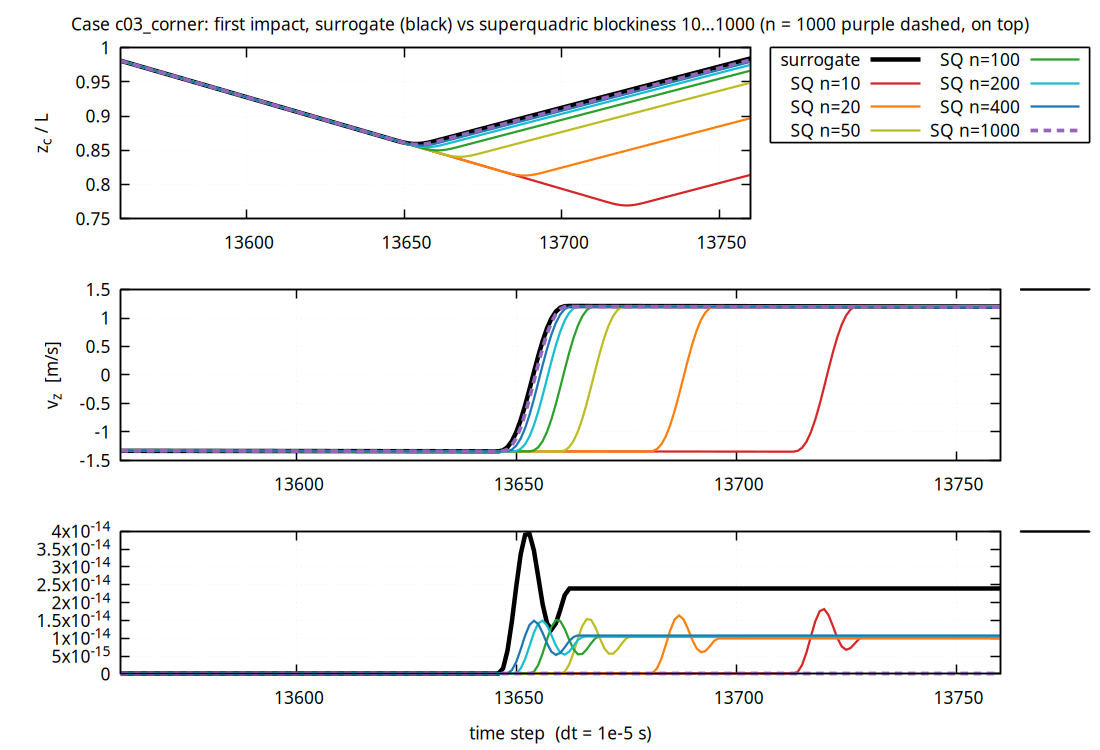 Case c03_corner: first impact, surrogate (black) vs superquadric blockiness 10...1000 (n = 1000 purple dashed, on top)
1
0.95
0.9
0.85
0.8
0.75
z_c / L
13600 13650 13700 13750
surrogate SQ n=100
SQ n=10 SQ n=200
SQ n=20 SQ n=400
SQ n=50 SQ n=1000
1.5
1
0.5
0
-0.5
-1
-1.5
v_z [m/s]
13600 13650 13700 13750
4x10^-14
3.5x10^-14
3x10^-14
2.5x10^-14
2x10^-14
1.5x10^-14
1x10^-14
5x10^-15
0
13600 13650 13700 13750
time step (dt = 1e-5 s)